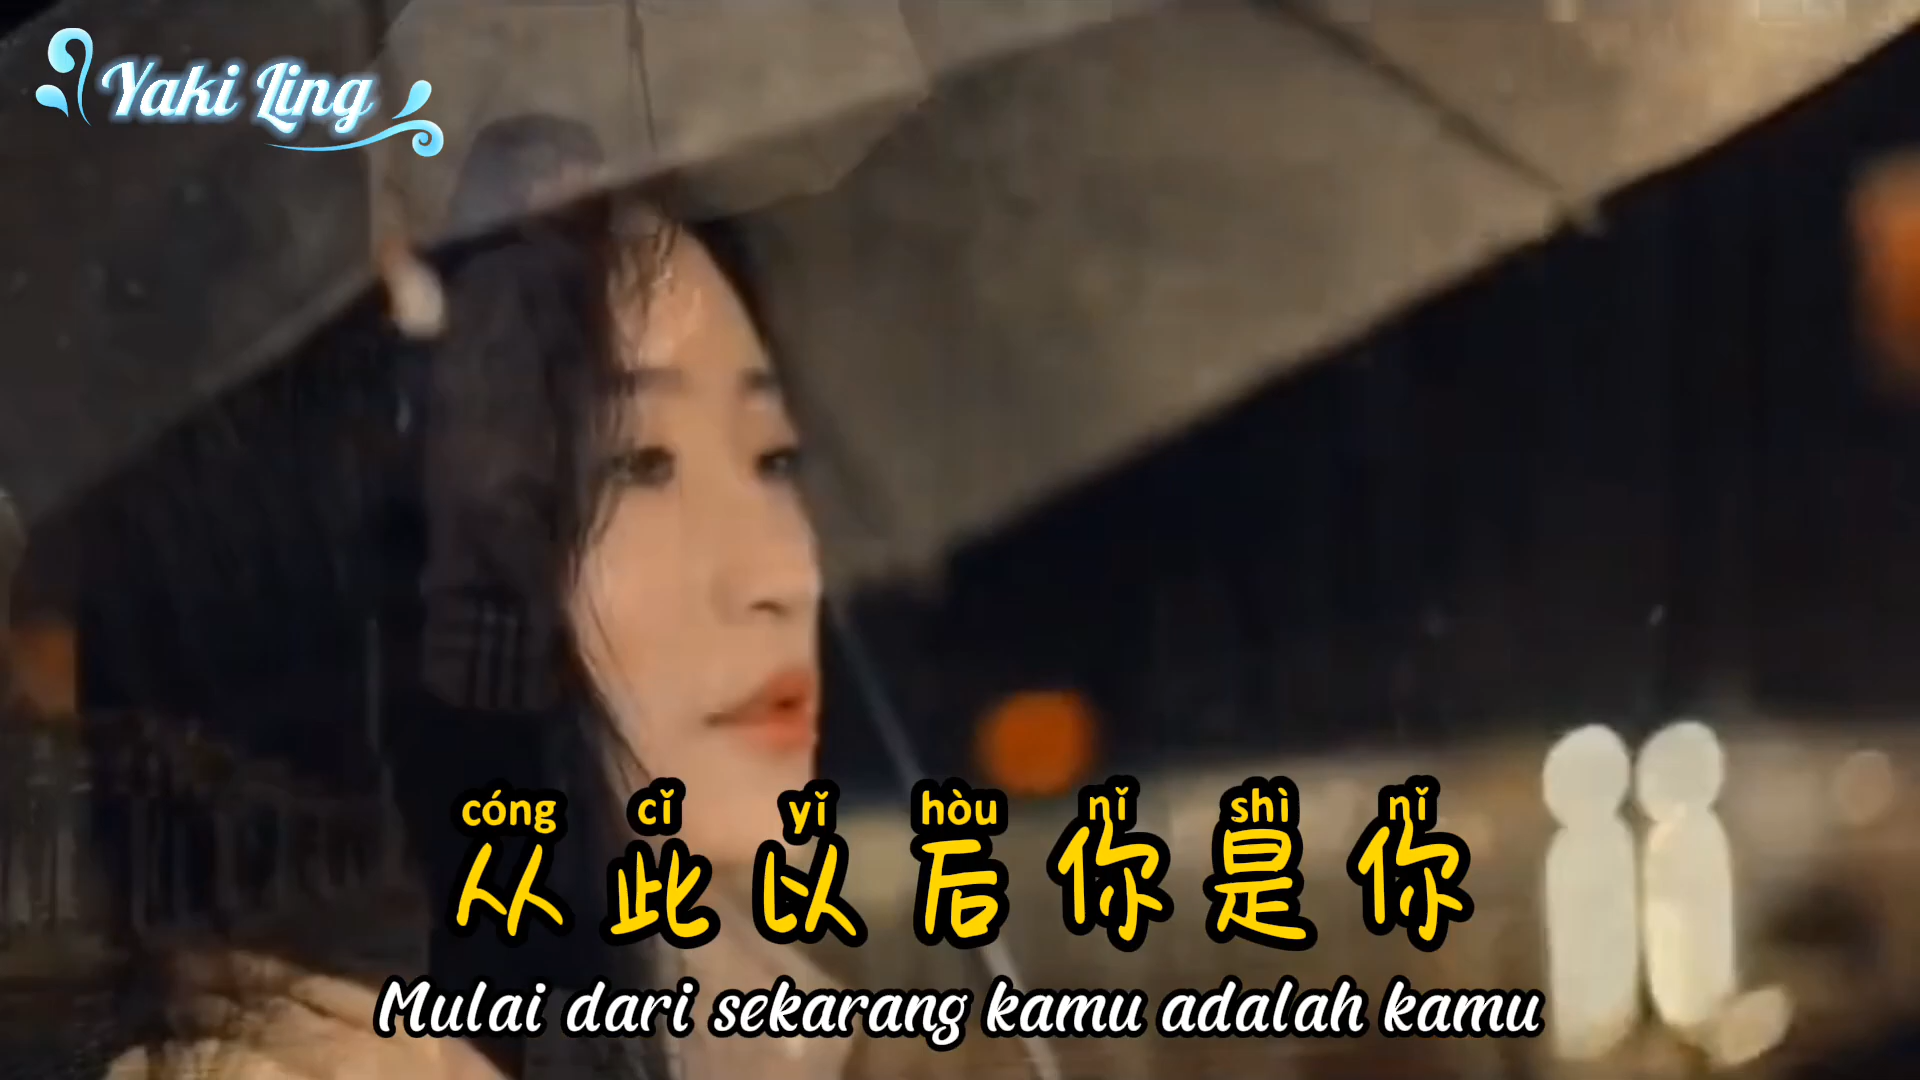 Yaki Ling
cóng cǐ yǐ hòu nǐ shì nǐ
从此以后你是你
Mulai dari sekarang kamu adalah kamu